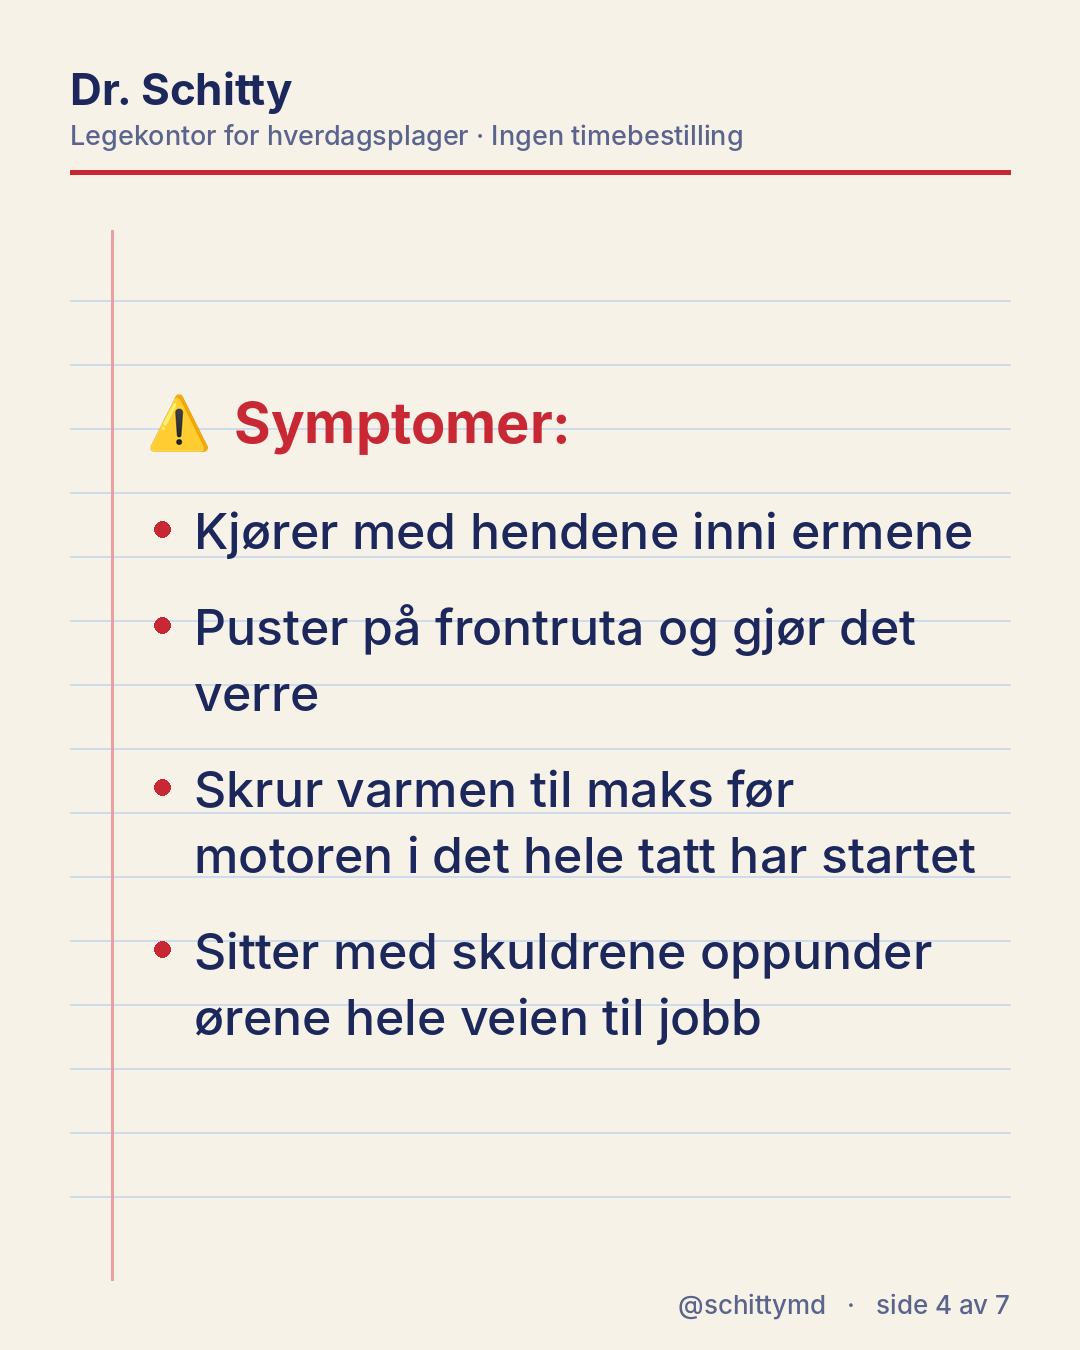 Dr. Schitty
Legekontor for hverdagsplager · Ingen timebestilling
⚠️ Symptomer:
• Kjører med hendene inni ermene
• Puster på frontruta og gjør det
verre
• Skrur varmen til maks før
motoren i det hele tatt har startet
• Sitter med skuldrene oppunder
ørene hele veien til jobb
@schittymd · side 4 av 7